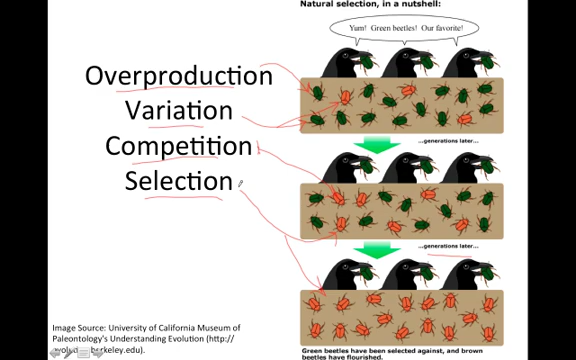 Natural selection, in a nutshell:
Yum! Green beetles! Our favorite!
Overproduction
Variation
Competition
Selection
...generations later...
...generations later...
Image Source: University of California Museum of
Paleontology's Understanding Evolution (http://
berkeley.edu).
Green beetles have been selected against, and brown
beetles have flourished.